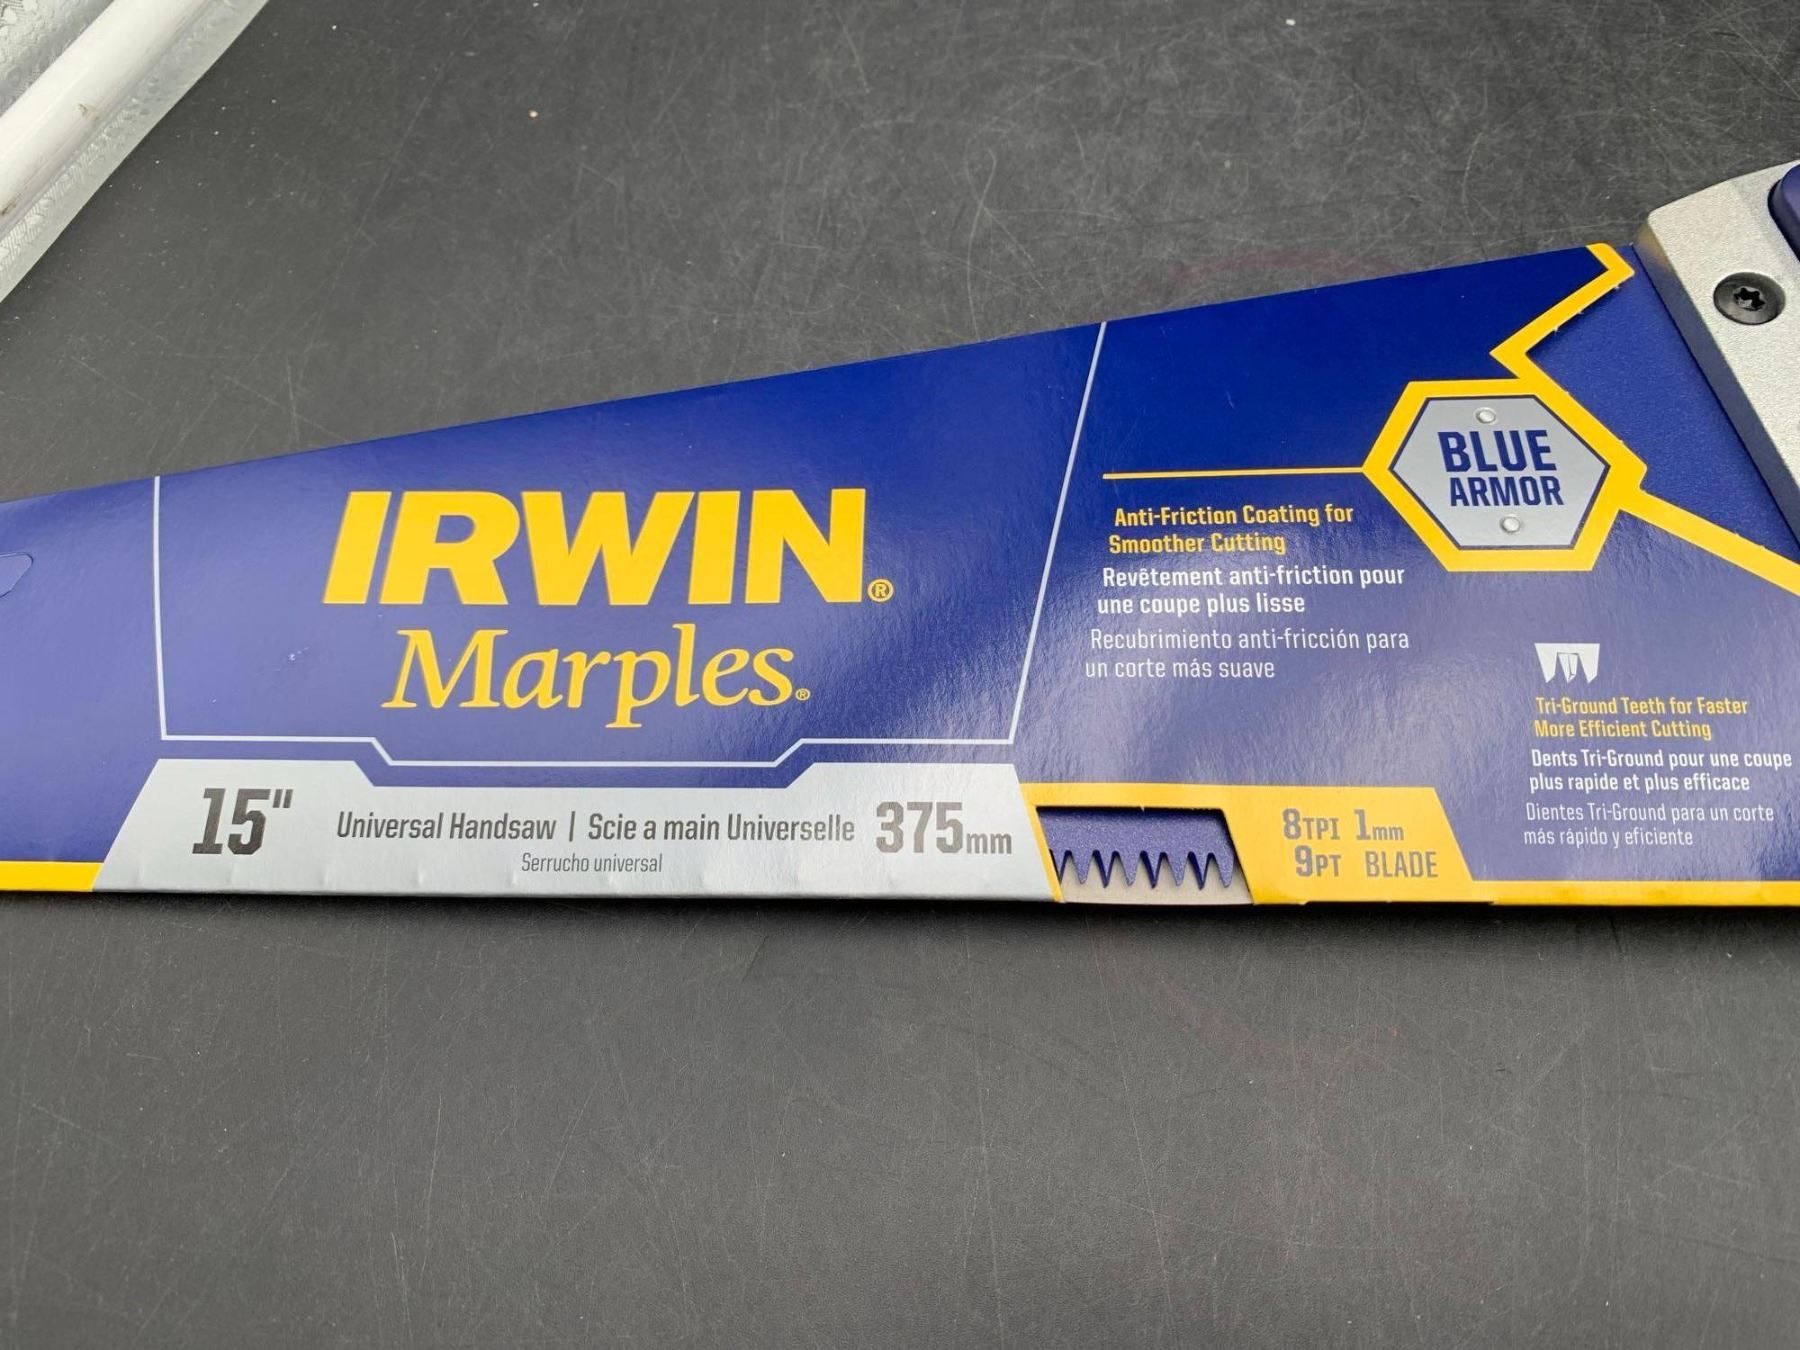 IRWIN®
Marples®
15" Universal Handsaw | Scie a main Universelle 375mm
Serrucho universal
BLUE
ARMOR
Anti-Friction Coating for
Smoother Cutting
Revêtement anti-friction pour
une coupe plus lisse
Recubrimiento anti-fricción para
un corte más suave
Tri-Ground Teeth for Faster
More Efficient Cutting
Dents Tri-Ground pour une coupe
plus rapide et plus efficace
Dientes Tri-Ground para un corte
más rápido y eficiente
8TPI 1mm
9PT BLADE